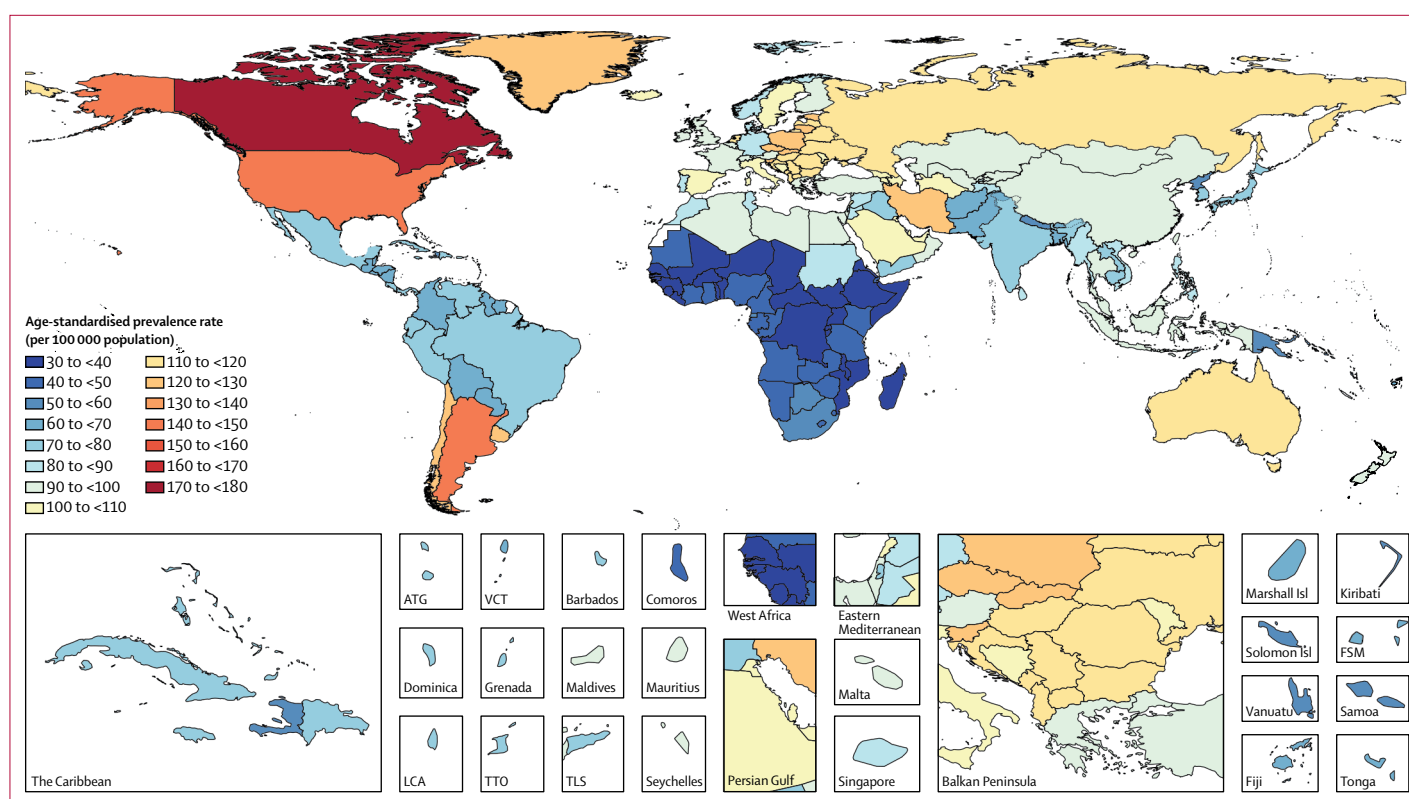 Age-standardised prevalence rate
(per 100 000 population)
30 to <40
40 to <50
50 to <60
60 to <70
70 to <80
80 to <90
90 to <100
100 to <110
110 to <120
120 to <130
130 to <140
140 to <150
150 to <160
160 to <170
170 to <180
The Caribbean
ATG
VCT
Barbados
Comoros
Dominica
Grenada
Maldives
Mauritius
LCA
TTO
TLS
Seychelles
West Africa
Eastern
Mediterranean
Persian Gulf
Malta
Singapore
Balkan Peninsula
Marshall Isl
Kiribati
Solomon Isl
FSM
Vanuatu
Samoa
Fiji
Tonga